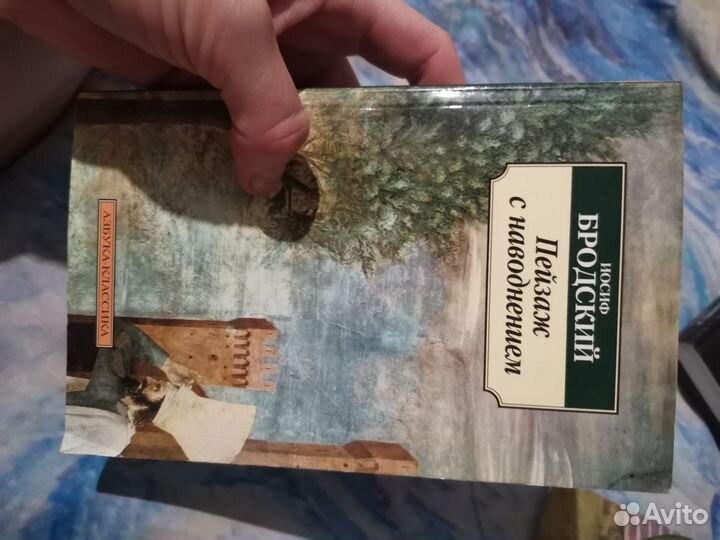 ИОСИФ
БРОДСКИЙ
Пейзаж
с наводнением
АЗБУКА-КЛАССИКА
Avito